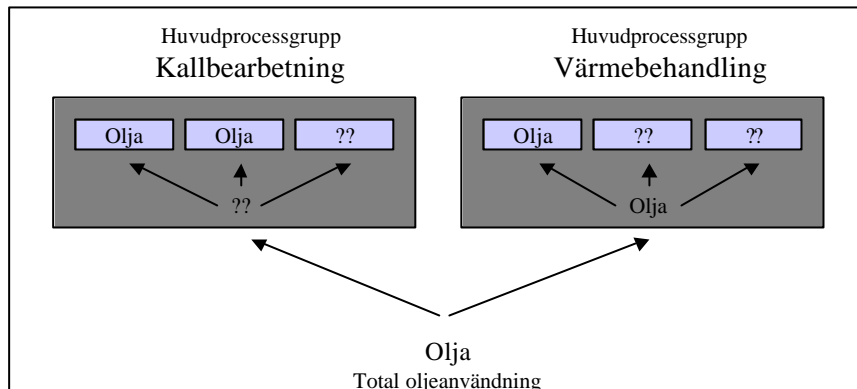 Huvudprocessgrupp
Kallbearbetning
Olja Olja ??
??
Huvudprocessgrupp
Värmebehandling
Olja ?? ??
Olja
Olja
Total oljeanvändning